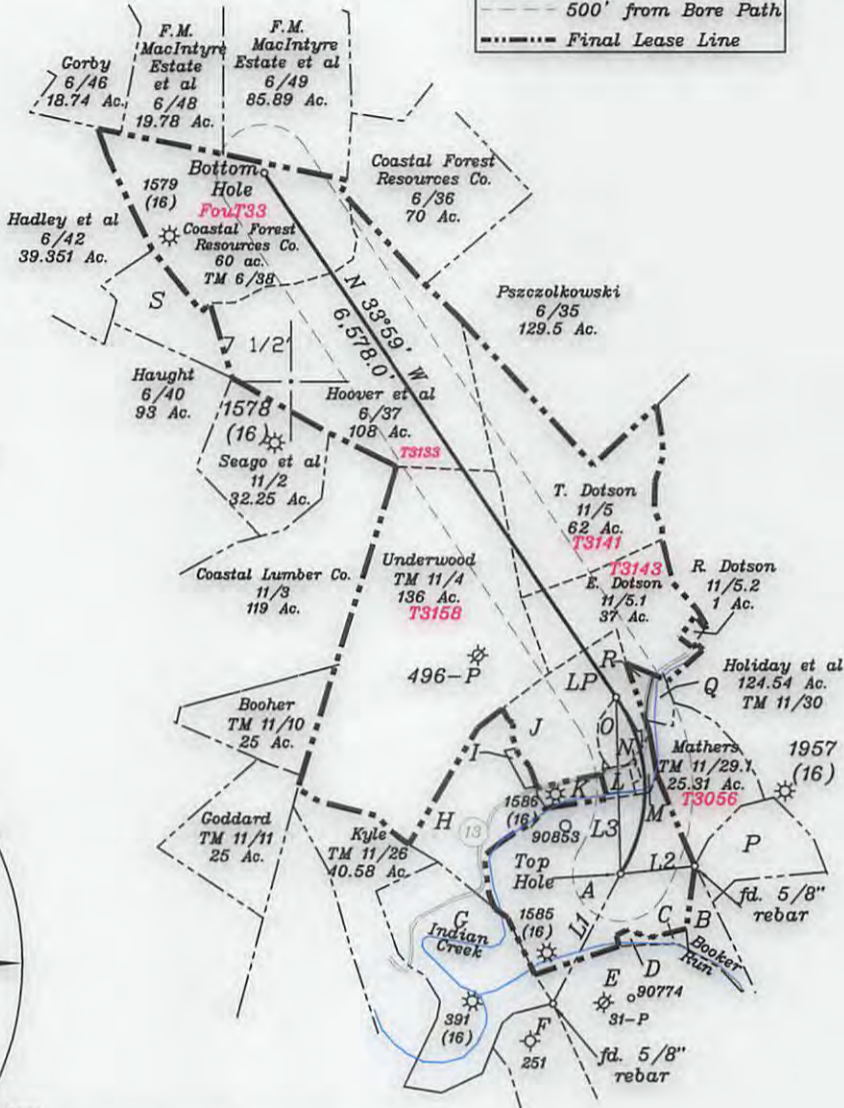 500' from Bore Path
Final Lease Line
Gorby
6/46
18.74 Ac.
F.M.
MacIntyre
Estate
et al
6/48
19.78 Ac.
F.M.
MacIntyre
Estate et al
6/49
85.89 Ac.
Coastal Forest
Resources Co.
6/36
70 Ac.
Bottom
Hole
1579
(16)
FouT33
Coastal Forest
Resources Co.
60 ac.
TM 6/38
Hadley et al
6/42
39.351 Ac.
S
N 33°59' W
6,578.0'
Pszczolkowski
6/35
129.5 Ac.
7 1/2'
Haught
6/40
93 Ac.
Hoover et al
6/37
108 Ac.
T3133
1578
(16)
Seago et al
11/2
32.25 Ac.
T. Dotson
11/5
62 Ac.
T3141
T3143
E. Dotson
11/5.1
37 Ac.
R. Dotson
11/5.2
1 Ac.
Coastal Lumber Co.
11/3
119 Ac.
Underwood
TM 11/4
136 Ac.
T3158
496-P
R
LP
Q
Holiday et al
124.54 Ac.
TM 11/30
Booher
TM 11/10
25 Ac.
J
O
N
Mathers
TM 11/29.1
25.31 Ac.
T3056
1957
(16)
I
K
L
M
1586
(16)
90853
L3
H
13
Goddard
TM 11/11
25 Ac.
Kyle
TM 11/26
40.58 Ac.
Top
Hole
A
L2
P
fd. 5/8"
rebar
L1
G
Indian
Creek
1585
(16)
C
B
D
Booker
Run
E
90774
31-P
391
(16)
F
251
fd. 5/8"
rebar